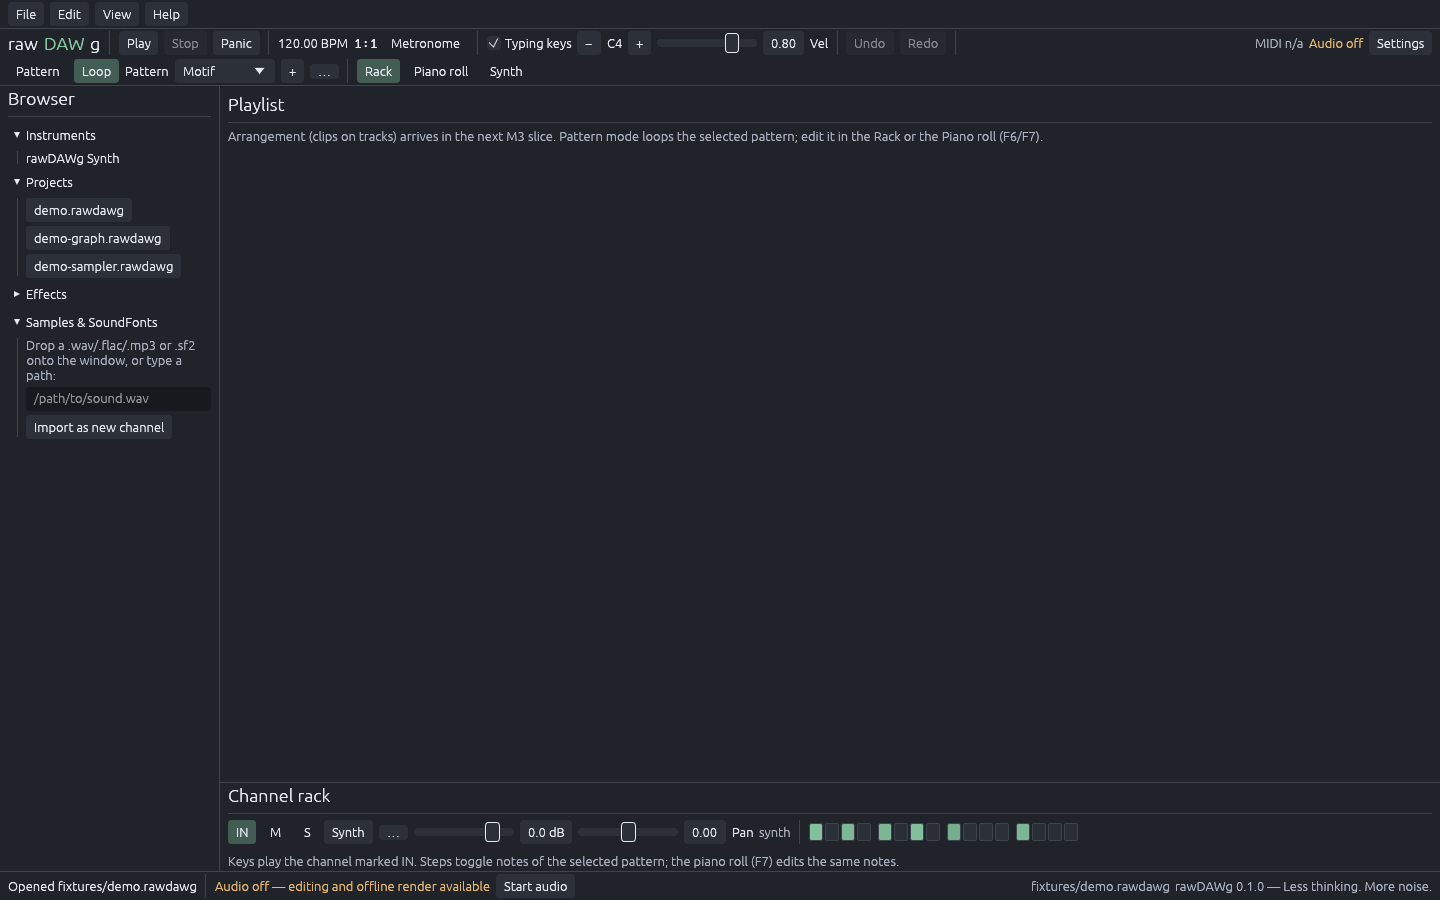 File Edit View Help
raw DAW g Play Stop Panic 120.00 BPM 1:1 Metronome Typing keys – C4 + 0.80 Vel Undo Redo MIDI n/a Audio off Settings
Pattern Loop Pattern Motif + ... Rack Piano roll Synth
Browser
Instruments
rawDAWg Synth
Projects
demo.rawdawg
demo-graph.rawdawg
demo-sampler.rawdawg
Effects
Samples & SoundFonts
Drop a .wav/.flac/.mp3 or .sf2
onto the window, or type a
path:
/path/to/sound.wav
Import as new channel
Playlist
Arrangement (clips on tracks) arrives in the next M3 slice. Pattern mode loops the selected pattern; edit it in the Rack or the Piano roll (F6/F7).
Channel rack
IN M S Synth ... 0.0 dB 0.00 Pan synth
Keys play the channel marked IN. Steps toggle notes of the selected pattern; the piano roll (F7) edits the same notes.
Opened fixtures/demo.rawdawg Audio off — editing and offline render available Start audio fixtures/demo.rawdawg rawDAWg 0.1.0 — Less thinking. More noise.